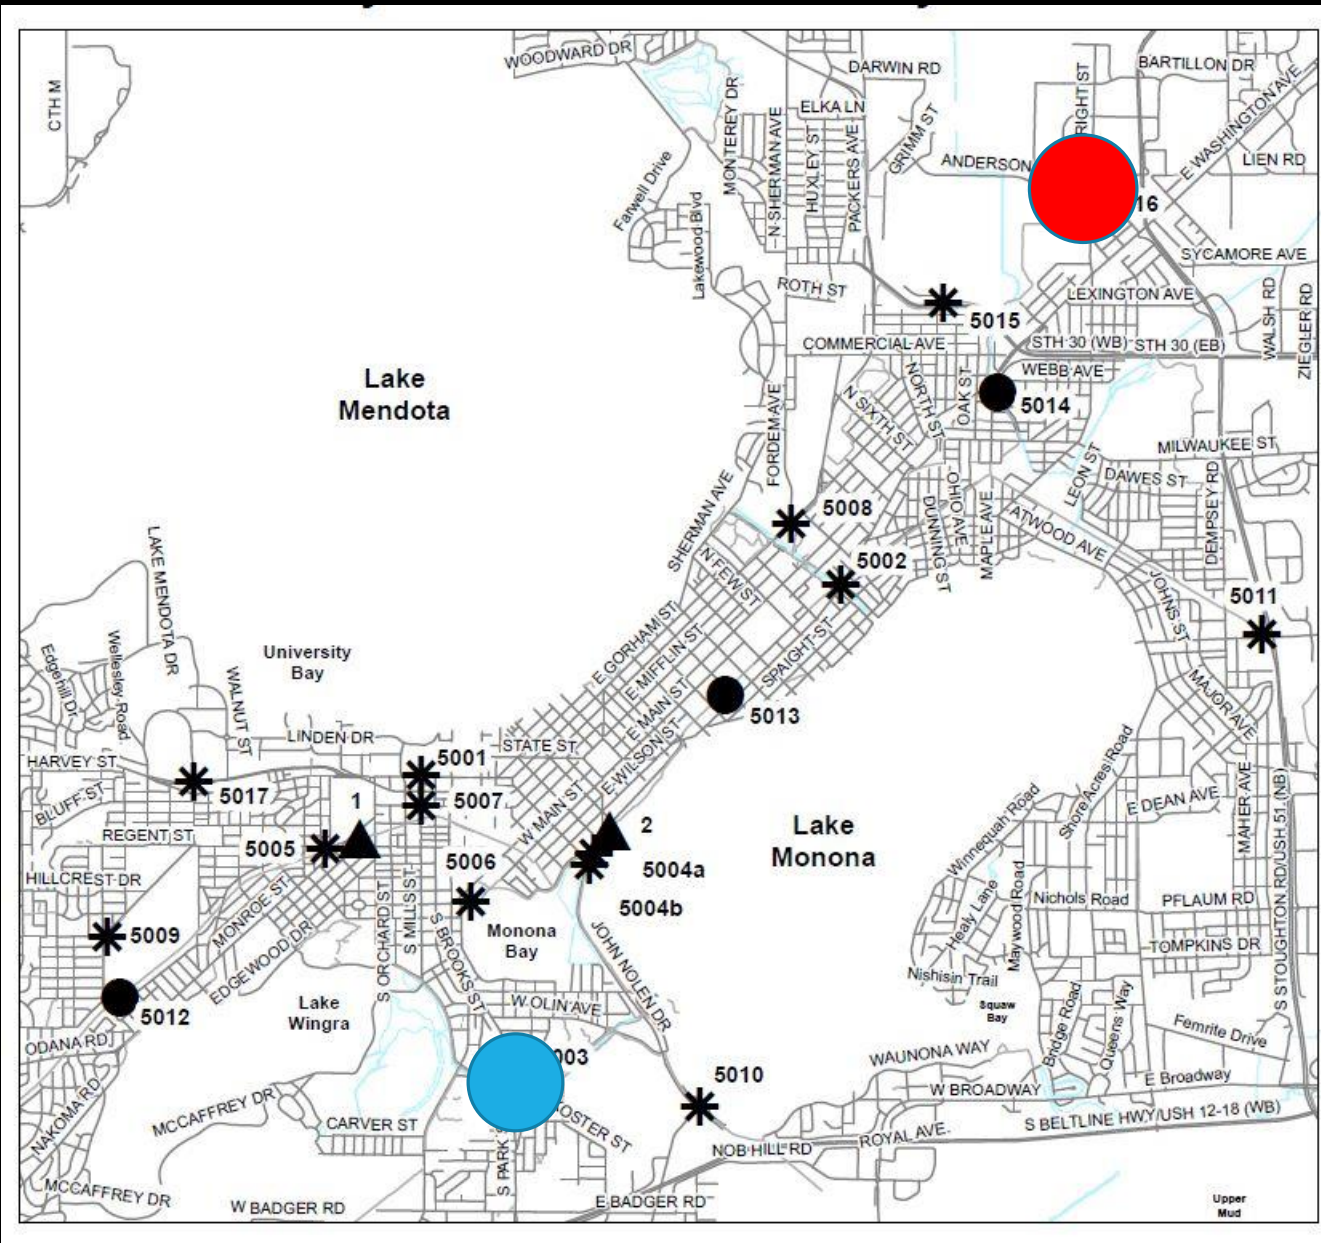 WOODWARD DR
DARWIN RD
BARTILLON DR
CTH M
MONTEREY DR
ELKA LN
RIGHT ST
E WASHINGTON AVE
N SHERMAN AVE
HUXLEY ST
PACKERS AVE
GRIMM ST
ANDERSON
LIEN RD
Farwell Drive
16
Lakewood Blvd
SYCAMORE AVE
ROTH ST
LEXINGTON AVE
WALSH RD
ZIEGLER RD
5015
COMMERCIAL AVE
STH 30 (WB)
STH 30 (EB)
Lake
Mendota
NORTH ST
OAK ST
WEBB AVE
FORDEM AVE
N SIXTH ST
5014
MILWAUKEE ST
LEON ST
DAWES ST
DEMPSEY RD
SHERMAN AVE
5008
OHIO AVE
DUNNING ST
MAPLE AVE
ATWOOD AVE
LAKE MENDOTA DR
N FEW ST
5002
JOHNS ST
5011
E GORHAM ST
University
Bay
Edgehill Dr
Wellesley Road
WALNUT ST
E MIFFLIN ST
SPAIGHT ST
E MAIN ST
MAJOR AVE
5013
LINDEN DR
STATE ST
E WILSON ST
HARVEY ST
5001
Shore Acres Road
BLUFF ST
5017
1
5007
W MAIN ST
Winnequah Road
E DEAN AVE
MAHER AVE
S STOUGHTON RD/USH 51 (NB)
REGENT ST
5005
2
Lake
Monona
5006
5004a
HILLCREST DR
MONROE ST
S ORCHARD ST
S MILLS ST
5004b
Healy Lane
Maywood Road
Nichols Road
PFLAUM RD
5009
EDGEWOOD DR
S BROOKS ST
Monona
Bay
JOHN NOLEN DR
TOMPKINS DR
Nishisin Trail
5012
Lake
Wingra
W OLIN AVE
Squaw
Bay
Bridge Road
Queens Way
Femrite Drive
ODANA RD
003
WAUNONA WAY
5010
W BROADWAY
E Broadway
NAKOMA RD
MCCAFFREY DR
CARVER ST
KOSTER ST
S PARK S
NOB HILL RD
ROYAL AVE
S BELTLINE HWY/USH 12-18 (WB)
MCCAFFREY DR
W BADGER RD
E BADGER RD
Upper
Mud